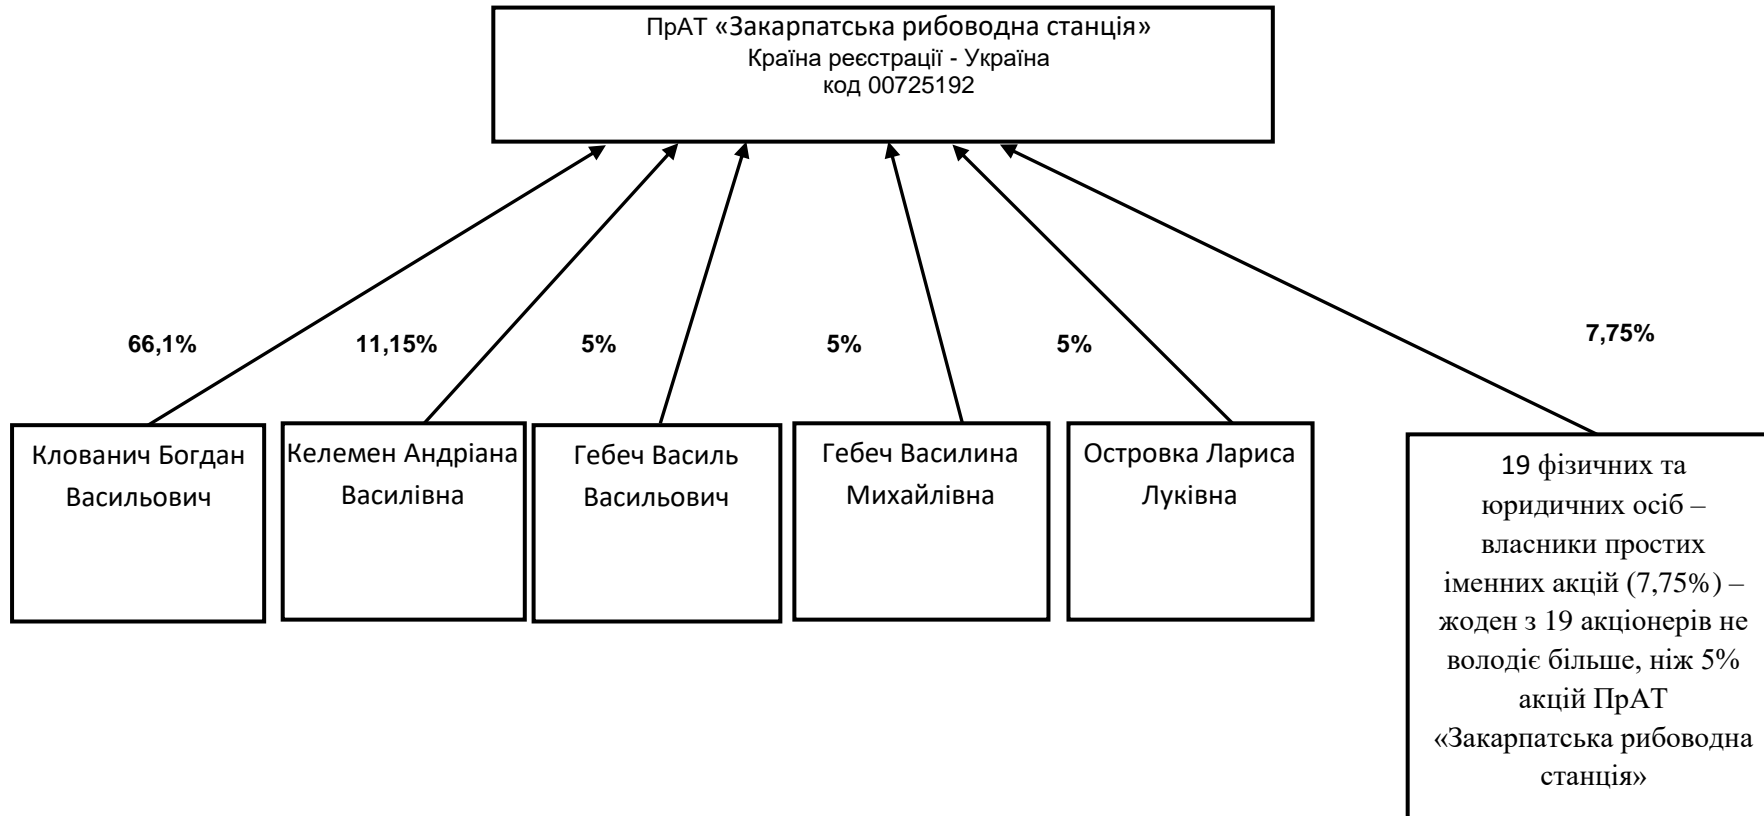 ПрАТ «Закарпатська рибоводна станція»
Країна реєстрації - Україна
код 00725192
66,1%
11,15%
5%
5%
5%
7,75%
Клованич Богдан
Васильович
Келемен Андріана
Василівна
Гебеч Василь
Васильович
Гебеч Василина
Михайлівна
Островка Лариса
Луківна
19 фізичних та
юридичних осіб –
власники простих
іменних акцій (7,75%) –
жоден з 19 акціонерів не
володіє більше, ніж 5%
акцій ПрАТ
«Закарпатська рибоводна
станція»